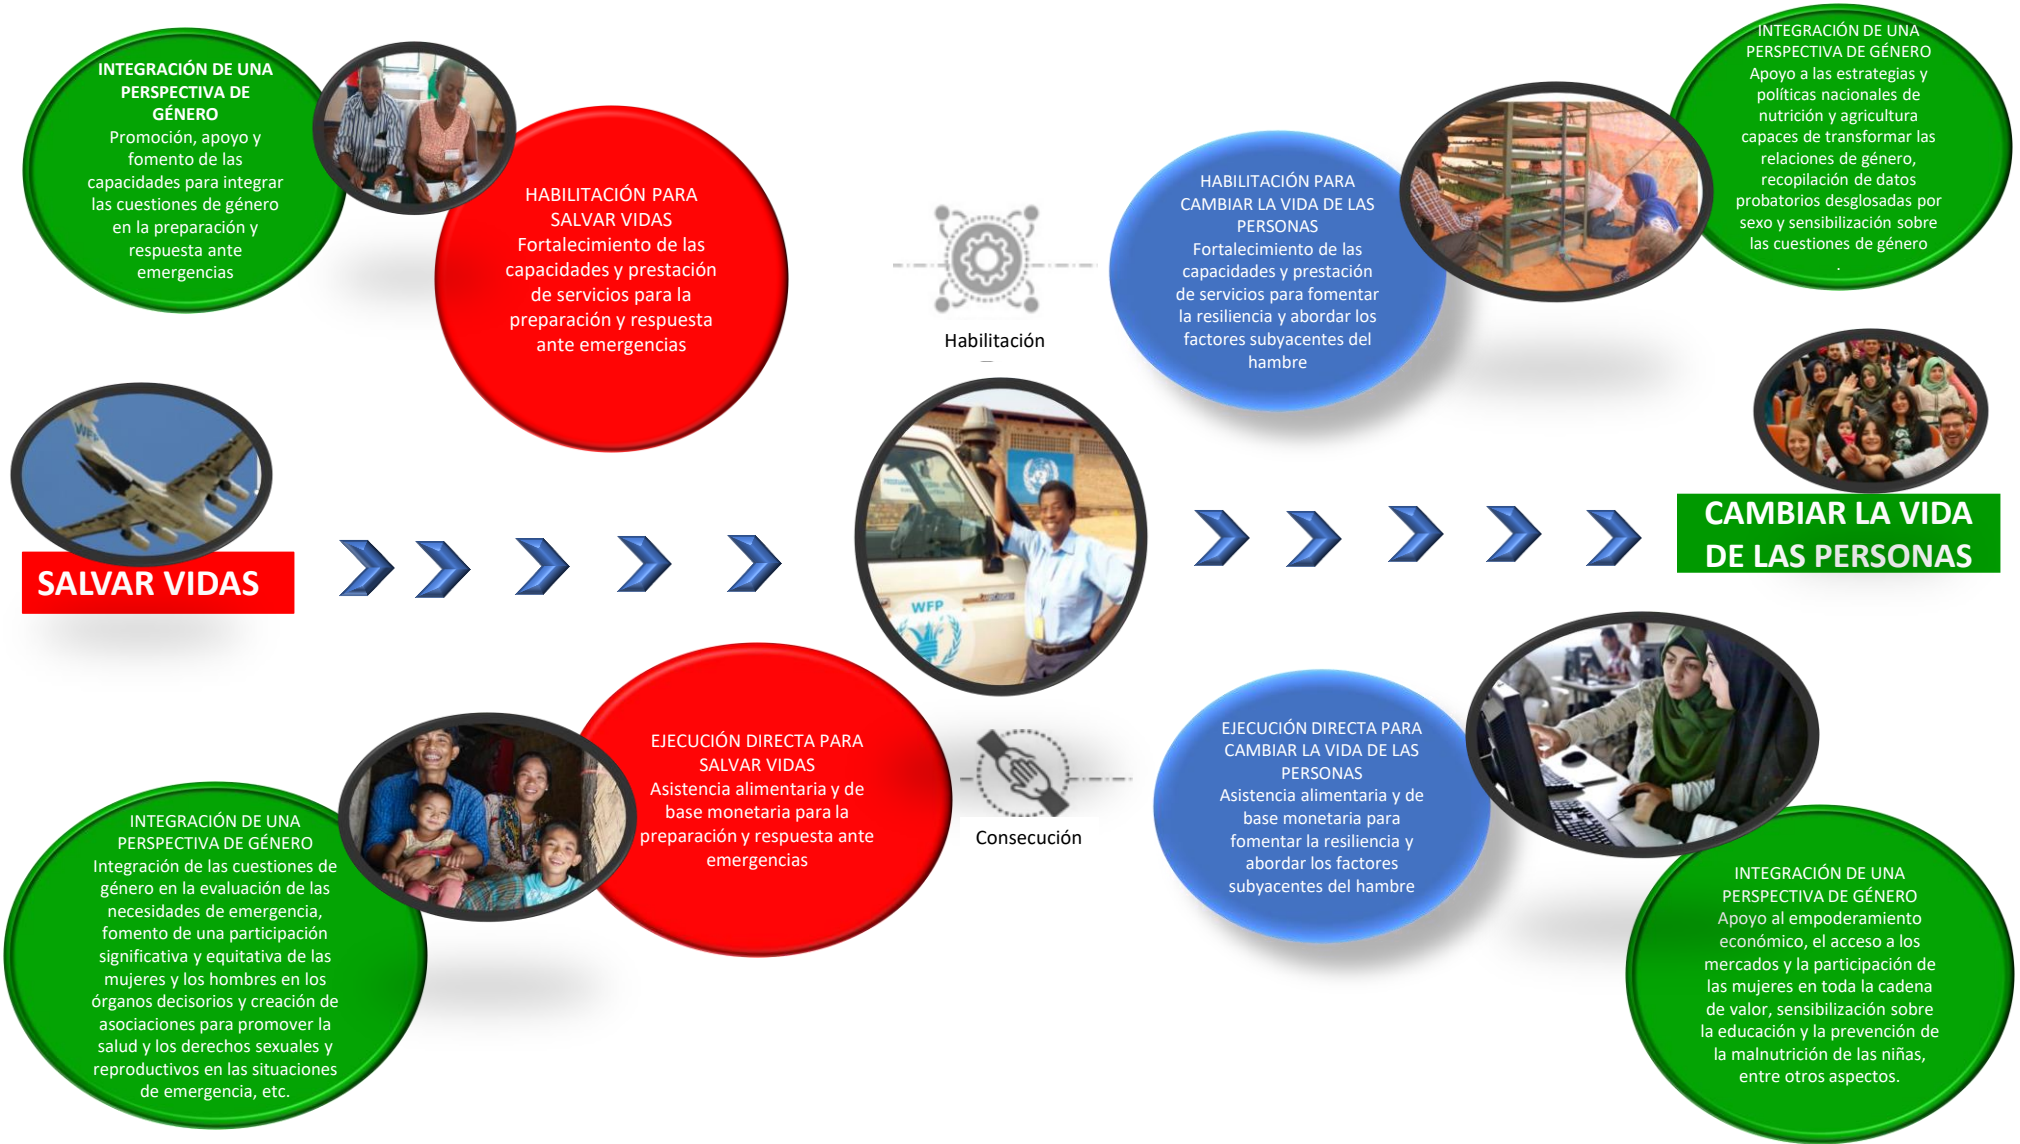 INTEGRACIÓN DE UNA
PERSPECTIVA DE
GÉNERO
Promoción, apoyo y
fomento de las
capacidades para integrar
las cuestiones de género
en la preparación y
respuesta ante
emergencias
HABILITACIÓN PARA
SALVAR VIDAS
Fortalecimiento de las
capacidades y prestación
de servicios para la
preparación y respuesta
ante emergencias
Habilitación
HABILITACIÓN PARA
CAMBIAR LA VIDA DE LAS
PERSONAS
Fortalecimiento de las
capacidades y prestación
de servicios para fomentar
la resiliencia y abordar los
factores subyacentes del
hambre
INTEGRACIÓN DE UNA
PERSPECTIVA DE GÉNERO
Apoyo a las estrategias y
políticas nacionales de
nutrición y agricultura
capaces de transformar las
relaciones de género,
recopilación de datos
probatorios desglosadas por
sexo y sensibilización sobre
las cuestiones de género
.
WFP
SALVAR VIDAS
WFP
CAMBIAR LA VIDA
DE LAS PERSONAS
INTEGRACIÓN DE UNA
PERSPECTIVA DE GÉNERO
Integración de las cuestiones de
género en la evaluación de las
necesidades de emergencia,
fomento de una participación
significativa y equitativa de las
mujeres y los hombres en los
órganos decisorios y creación de
asociaciones para promover la
salud y los derechos sexuales y
reproductivos en las situaciones
de emergencia, etc.
EJECUCIÓN DIRECTA PARA
SALVAR VIDAS
Asistencia alimentaria y de
base monetaria para la
preparación y respuesta ante
emergencias
Consecución
EJECUCIÓN DIRECTA PARA
CAMBIAR LA VIDA DE LAS
PERSONAS
Asistencia alimentaria y de
base monetaria para
fomentar la resiliencia y
abordar los factores
subyacentes del hambre
INTEGRACIÓN DE UNA
PERSPECTIVA DE GÉNERO
Apoyo al empoderamiento
económico, el acceso a los
mercados y la participación de
las mujeres en toda la cadena
de valor, sensibilización sobre
la educación y la prevención de
la malnutrición de las niñas,
entre otros aspectos.